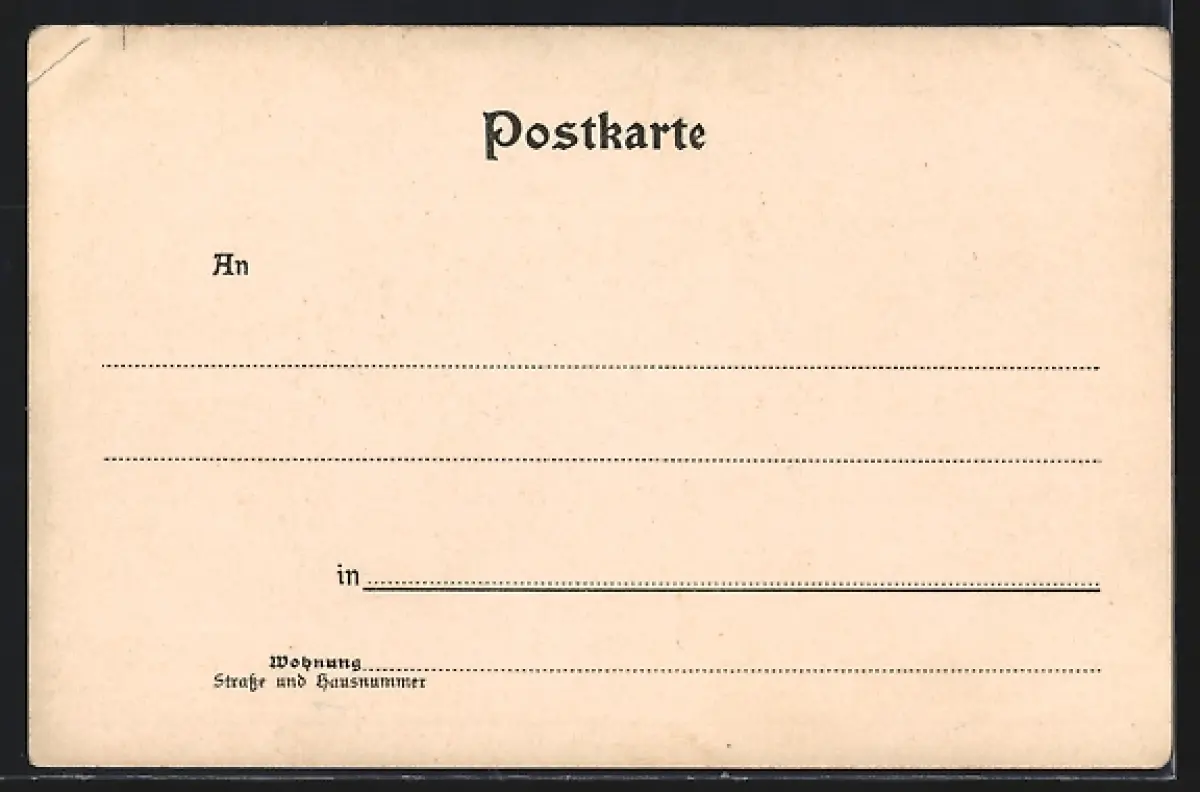 Postkarte
An
in
Wohnung
Straße und Hausnummer